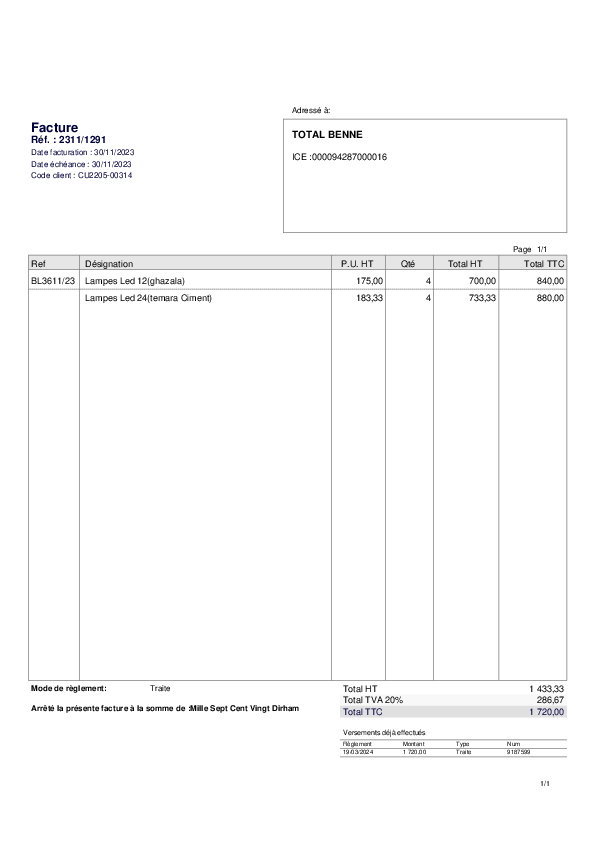 Adressé à:
Facture
Réf. : 2311/1291
Date facturation : 30/11/2023
Date échéance : 30/11/2023
Code client : CU2205-00314
TOTAL BENNE
ICE :000094287000016
Page 1/1
Ref Désignation P.U. HT Qté Total HT Total TTC
BL3611/23 Lampes Led 12(ghazala) 175,00 4 700,00 840,00
Lampes Led 24(temara Ciment) 183,33 4 733,33 880,00
Mode de règlement: Traite
Total HT 1 433,33
Total TVA 20% 286,67
Total TTC 1 720,00
Arrêté la présente facture à la somme de :Mille Sept Cent Vingt Dirham
Versements déjà effectués
Règlement Montant Type Num
19/03/2024 1 720,00 Traite 9187599
1/1